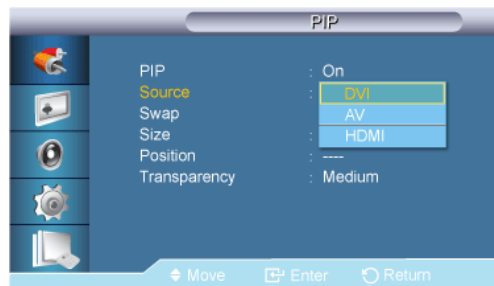 PIP
PIP : On
Source : DVI
Swap AV
Size : HDMI
Position : ----
Transparency : Medium
Move Enter Return